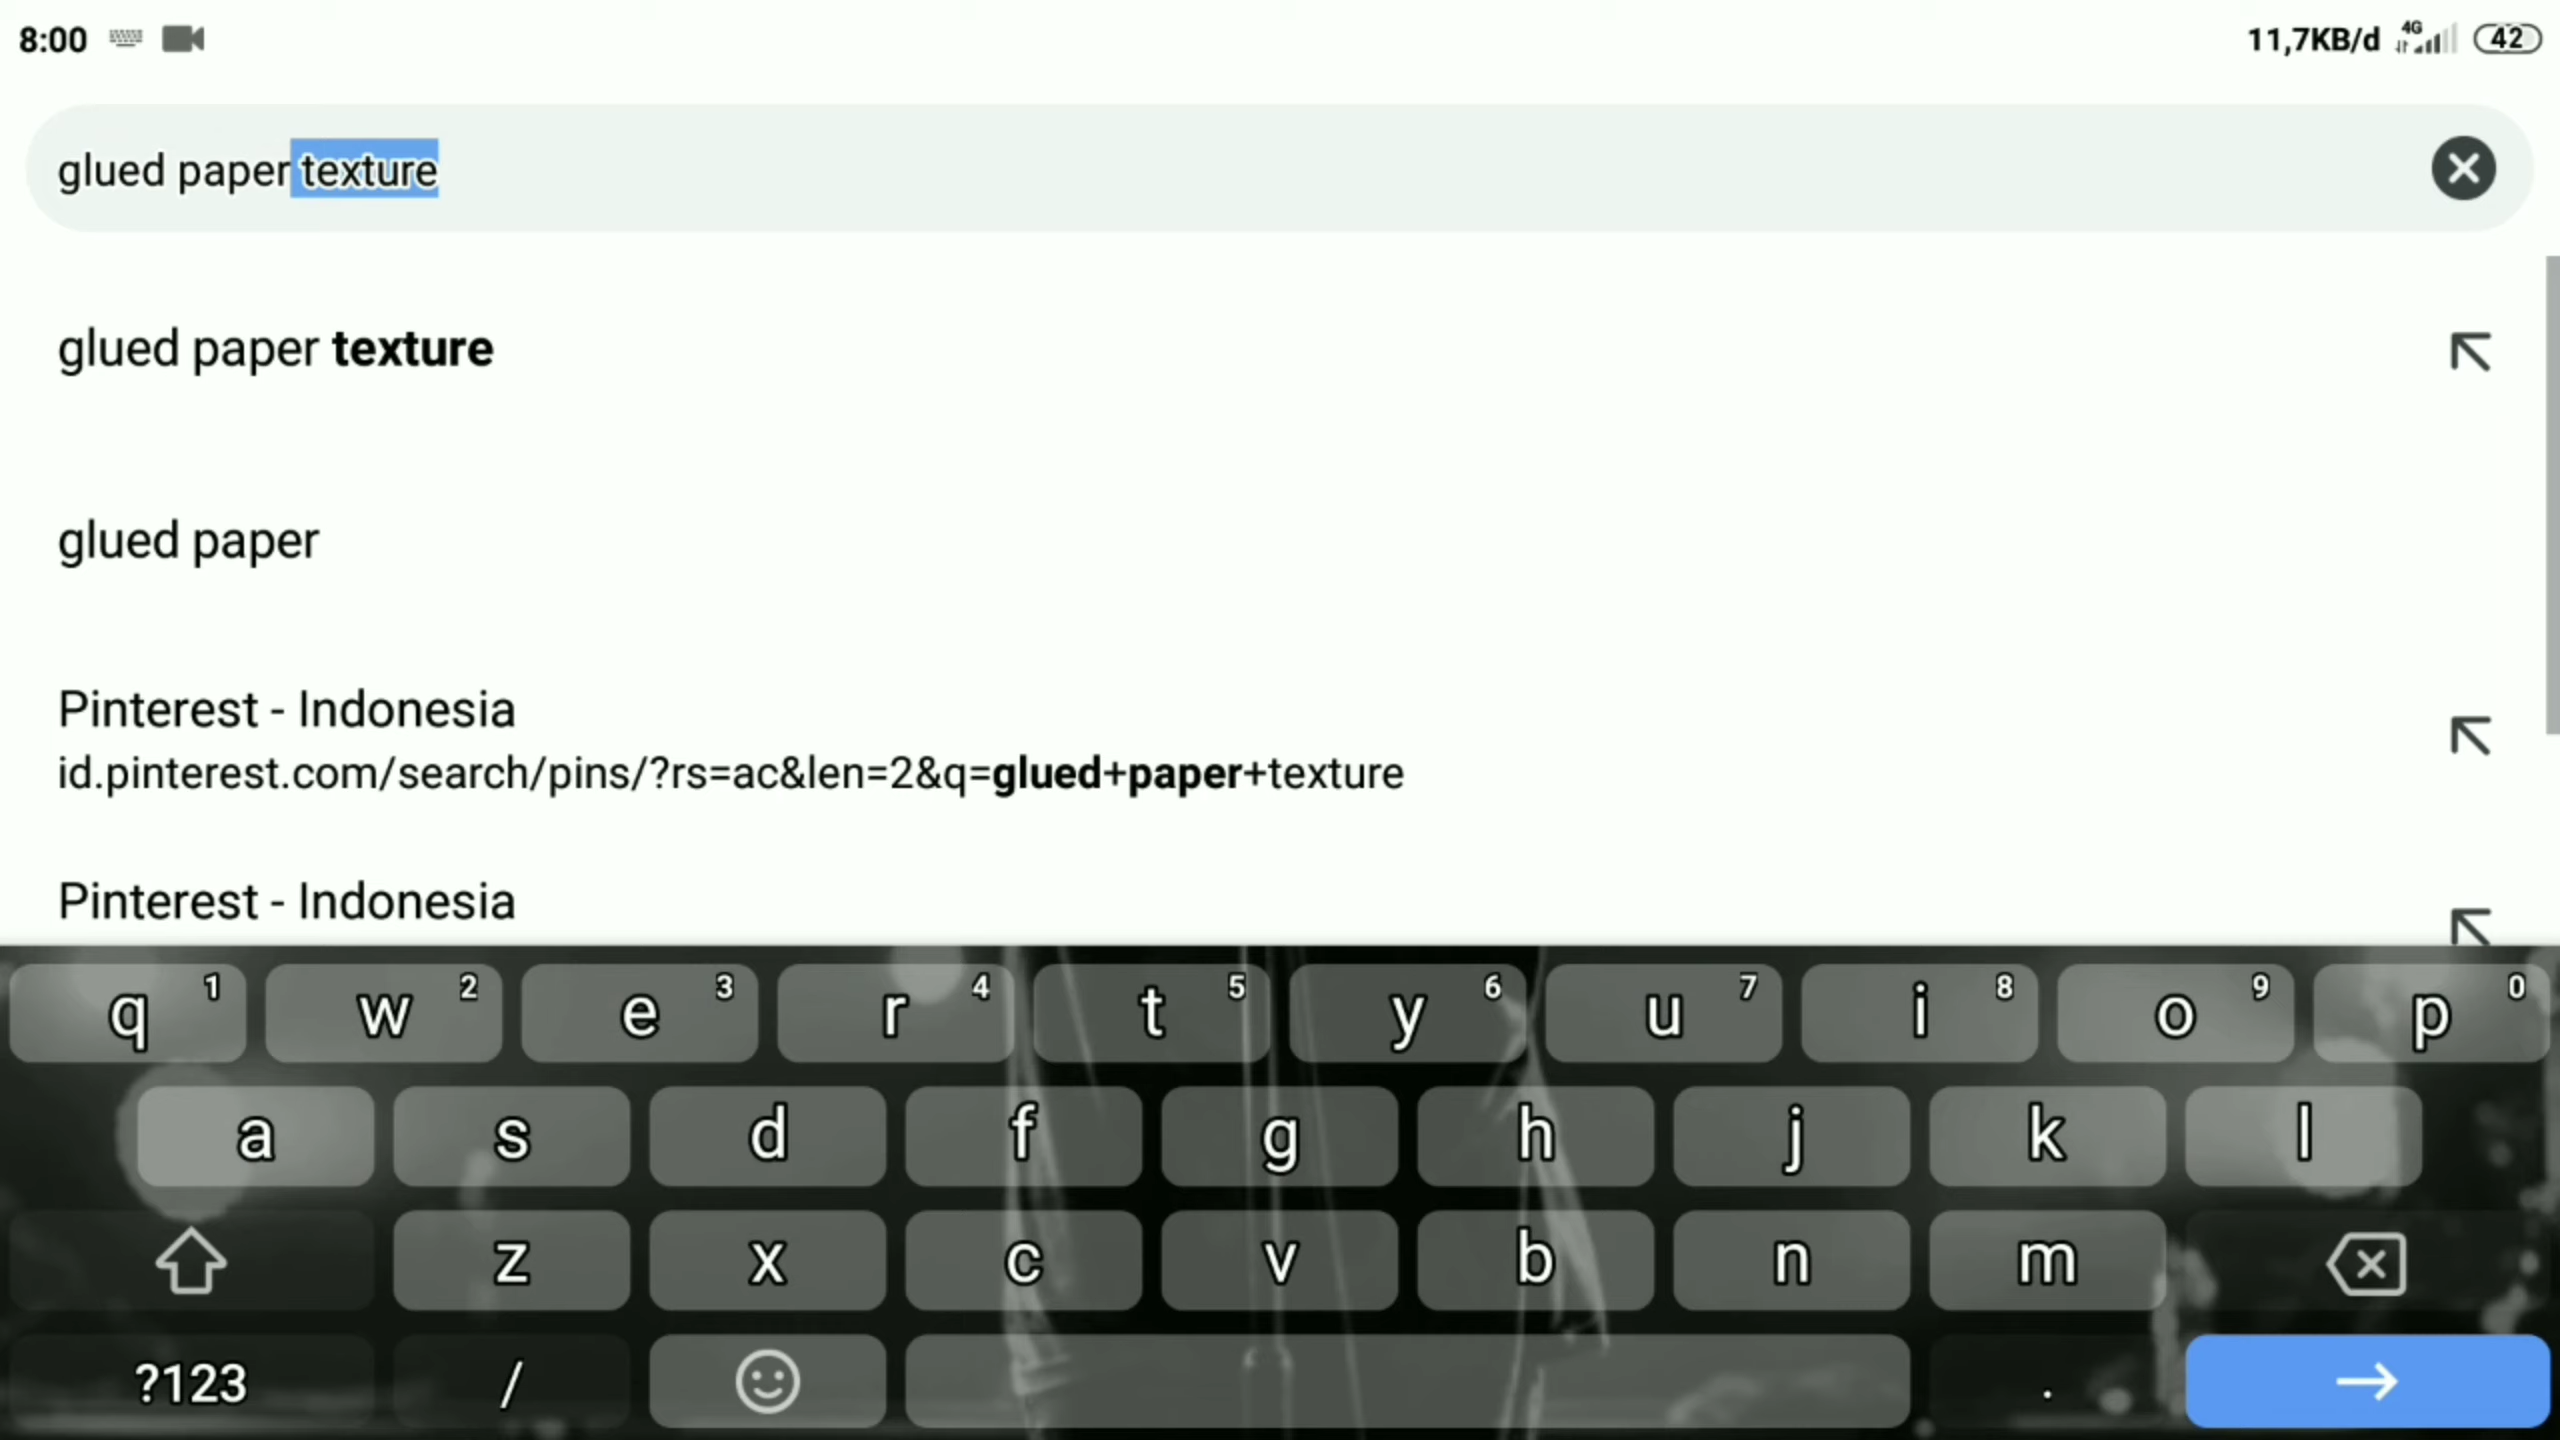 8:00
11,7KB/d 4G 42
glued paper texture
glued paper texture
glued paper
Pinterest - Indonesia
id.pinterest.com/search/pins/?rs=ac&len=2&q=glued+paper+texture
Pinterest - Indonesia
q 1 w 2 e 3 r 4 t 5 y 6 u 7 i 8 o 9 p 0
a s d f g h j k l
z x c v b n m
?123 / .